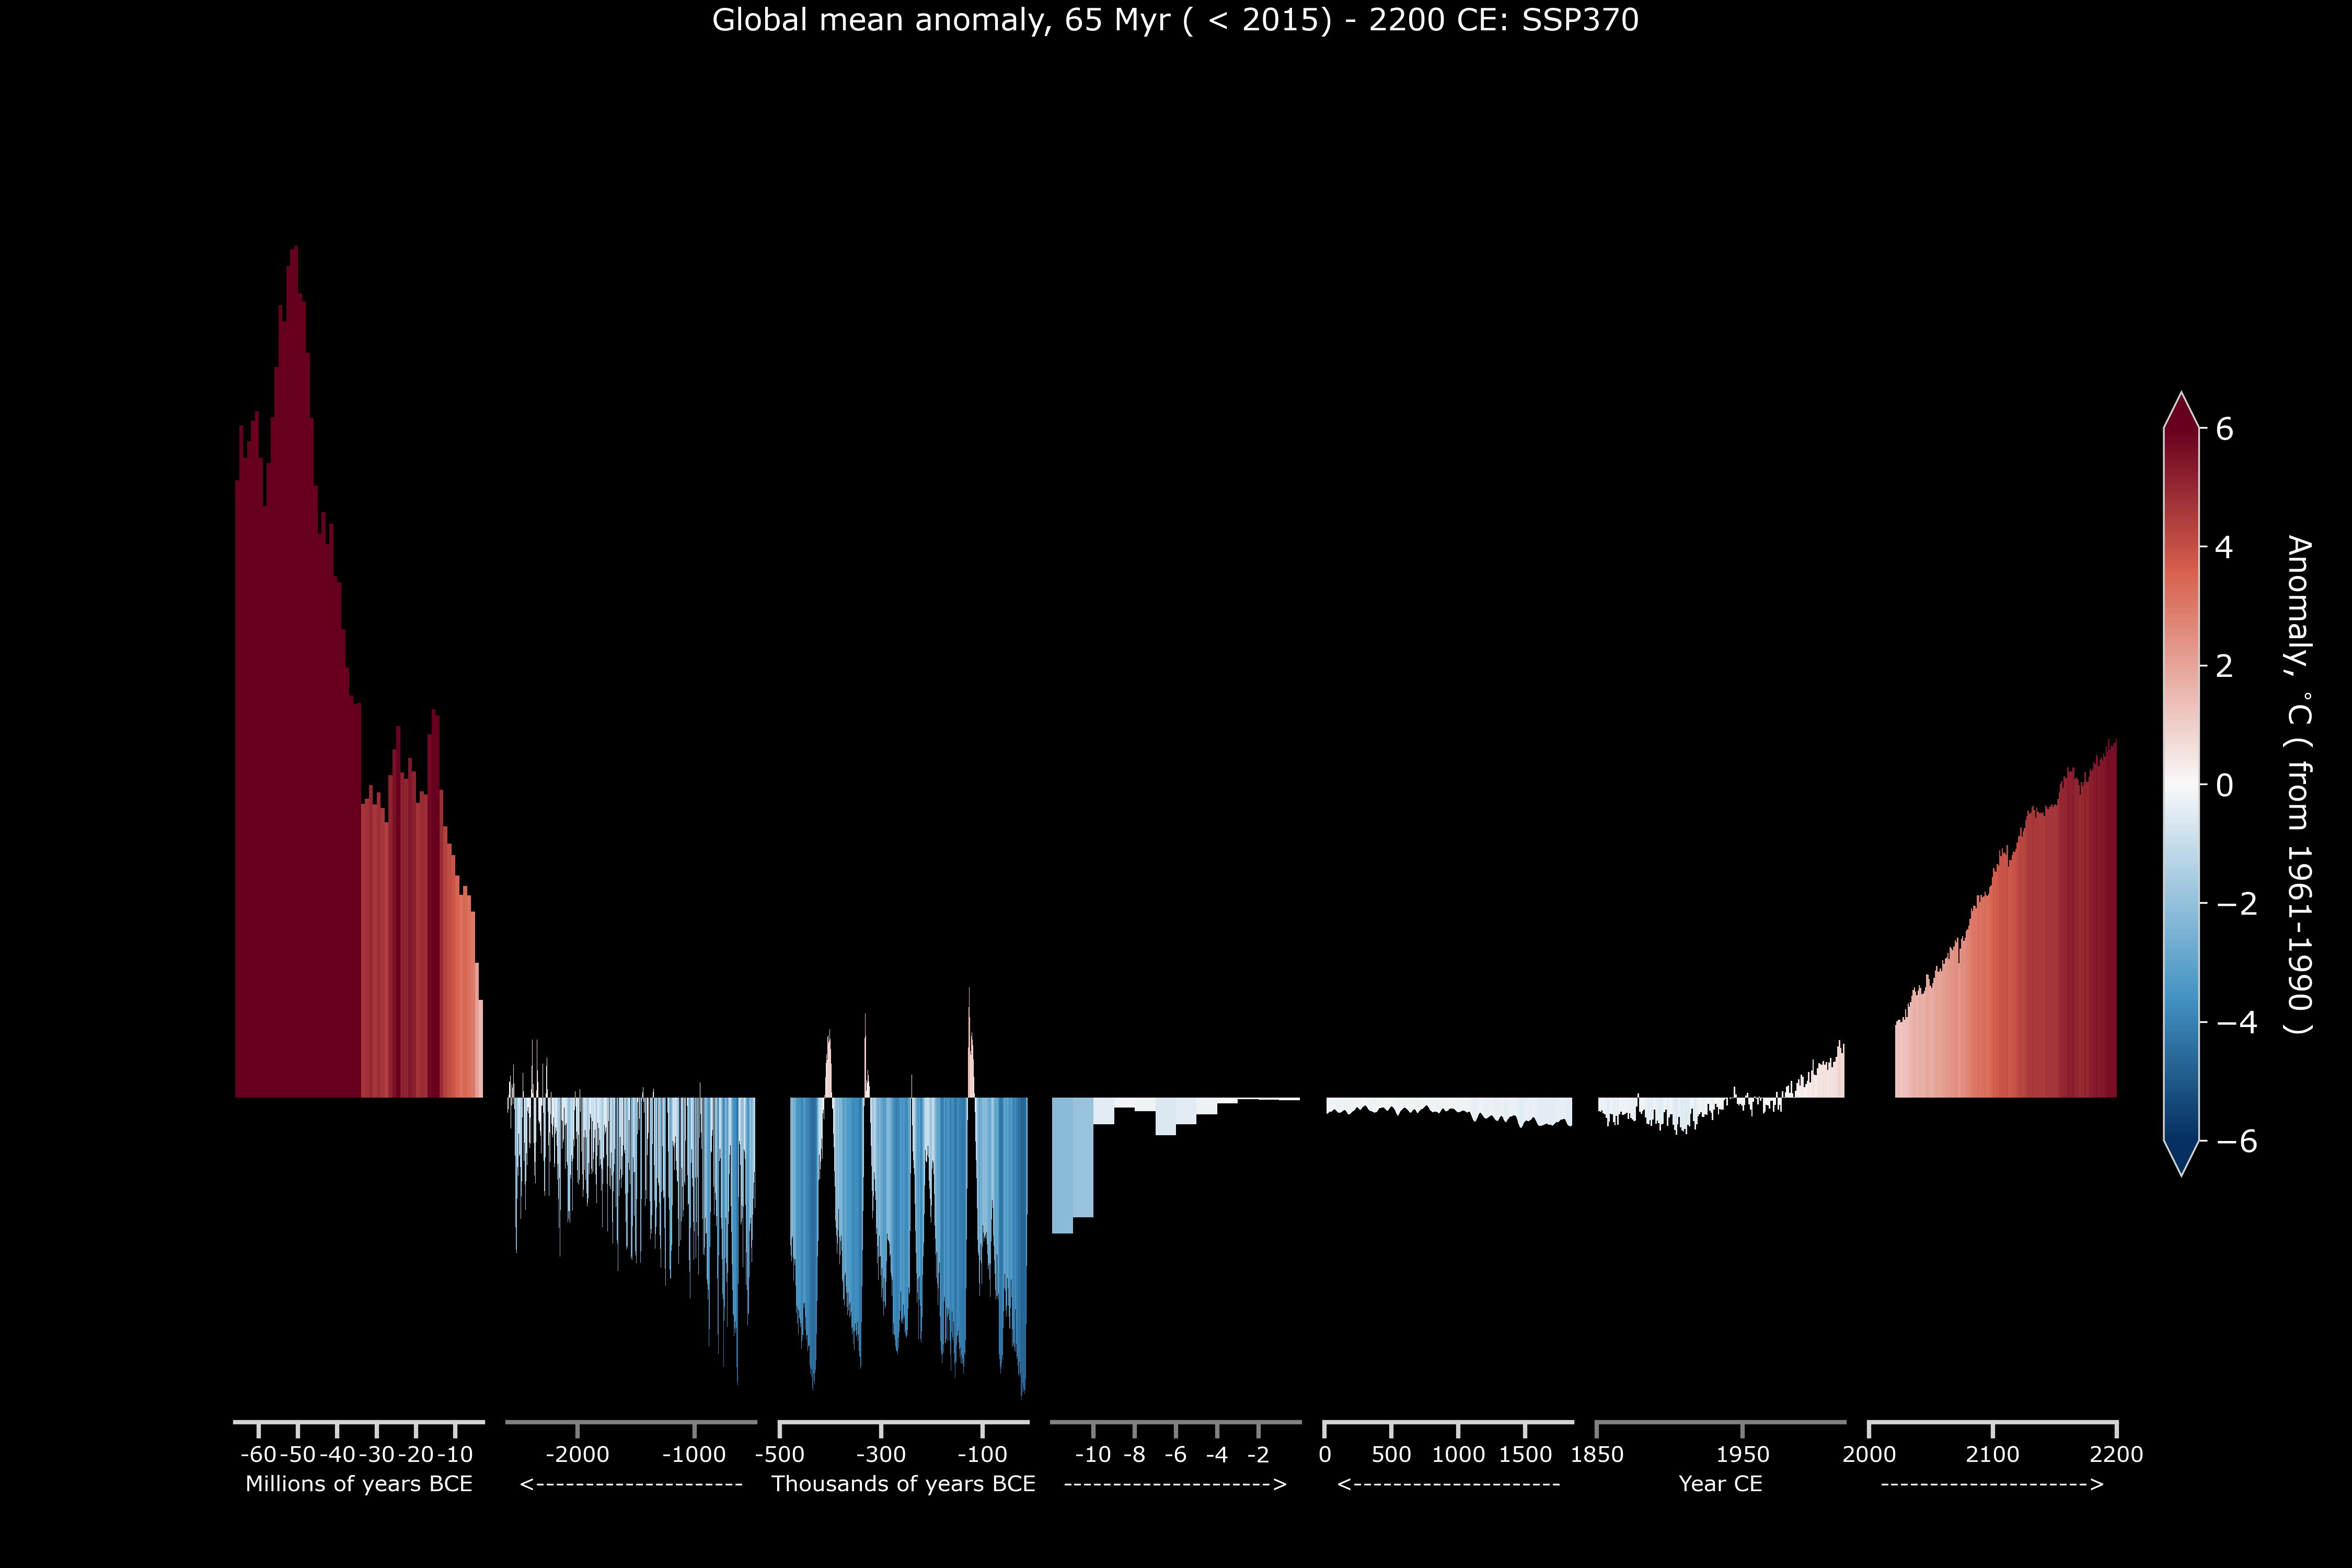 Global mean anomaly, 65 Myr ( < 2015) - 2200 CE: SSP370
6
4
2
0
−2
−4
−6
Anomaly, °C ( from 1961-1990 )
-60 -50 -40 -30 -20 -10
-2000 -1000
-500 -300 -100
-10 -8 -6 -4 -2
0 500 1000 1500
1850 1950
2000 2100 2200
Millions of years BCE
<----------------------
Thousands of years BCE
---------------------->
<----------------------
Year CE
---------------------->